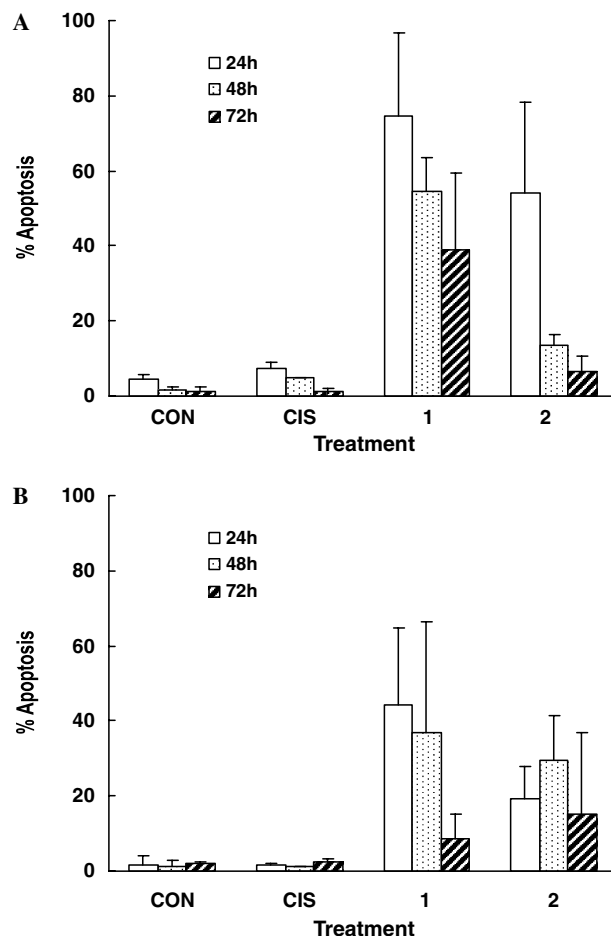 A
100
80
60
40
20
0
% Apoptosis
24h
48h
72h
CON CIS 1 2
Treatment
B
100
80
60
40
20
0
% Apoptosis
24h
48h
72h
CON CIS 1 2
Treatment